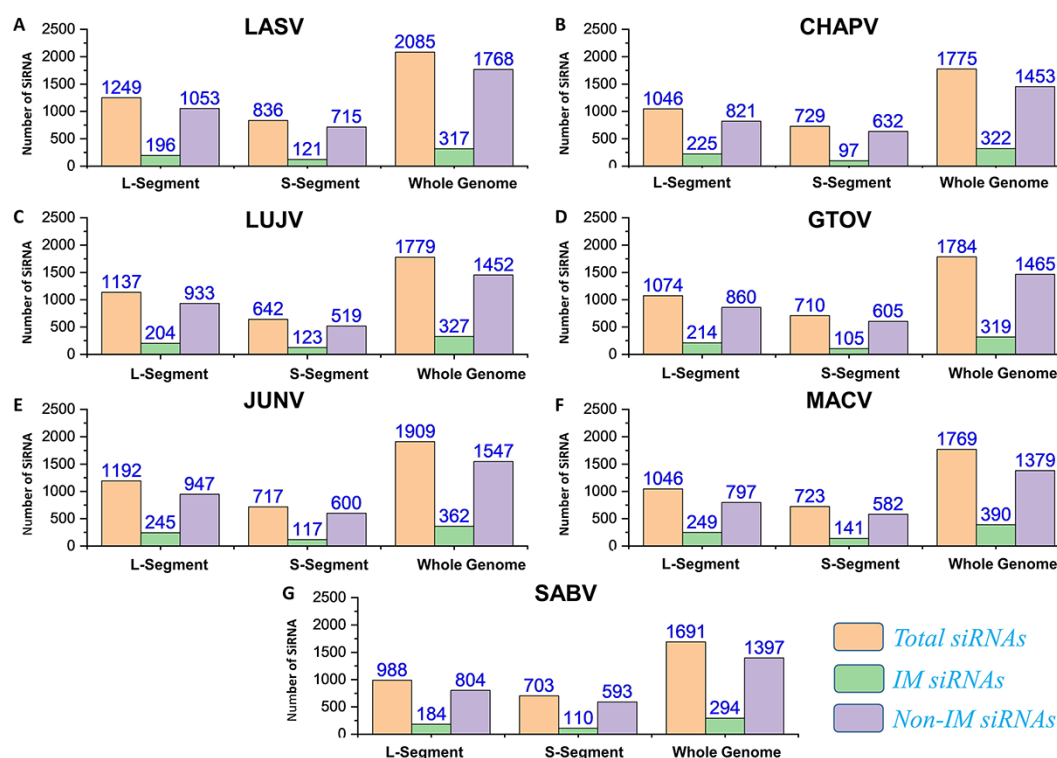 A LASV
Number of SiRNA
2500
2000
1500
1000
500
0
1249 196 1053
836 121 715
2085 317 1768
L-Segment S-Segment Whole Genome
B CHAPV
Number of SiRNA
2500
2000
1500
1000
500
0
1046 225 821
729 97 632
1775 322 1453
L-Segment S-Segment Whole Genome
C LUJV
Number of SiRNA
2500
2000
1500
1000
500
0
1137 204 933
642 123 519
1779 327 1452
L-Segment S-Segment Whole Genome
D GTOV
Number of SiRNA
2500
2000
1500
1000
500
0
1074 214 860
710 105 605
1784 319 1465
L-Segment S-Segment Whole Genome
E JUNV
Number of SiRNA
2500
2000
1500
1000
500
0
1192 245 947
717 117 600
1909 362 1547
L-Segment S-Segment Whole Genome
F MACV
Number of SiRNA
2500
2000
1500
1000
500
0
1046 249 797
723 141 582
1769 390 1379
L-Segment S-Segment Whole Genome
G SABV
Number of SiRNA
2500
2000
1500
1000
500
0
988 184 804
703 110 593
1691 294 1397
L-Segment S-Segment Whole Genome
Total siRNAs
IM siRNAs
Non-IM siRNAs